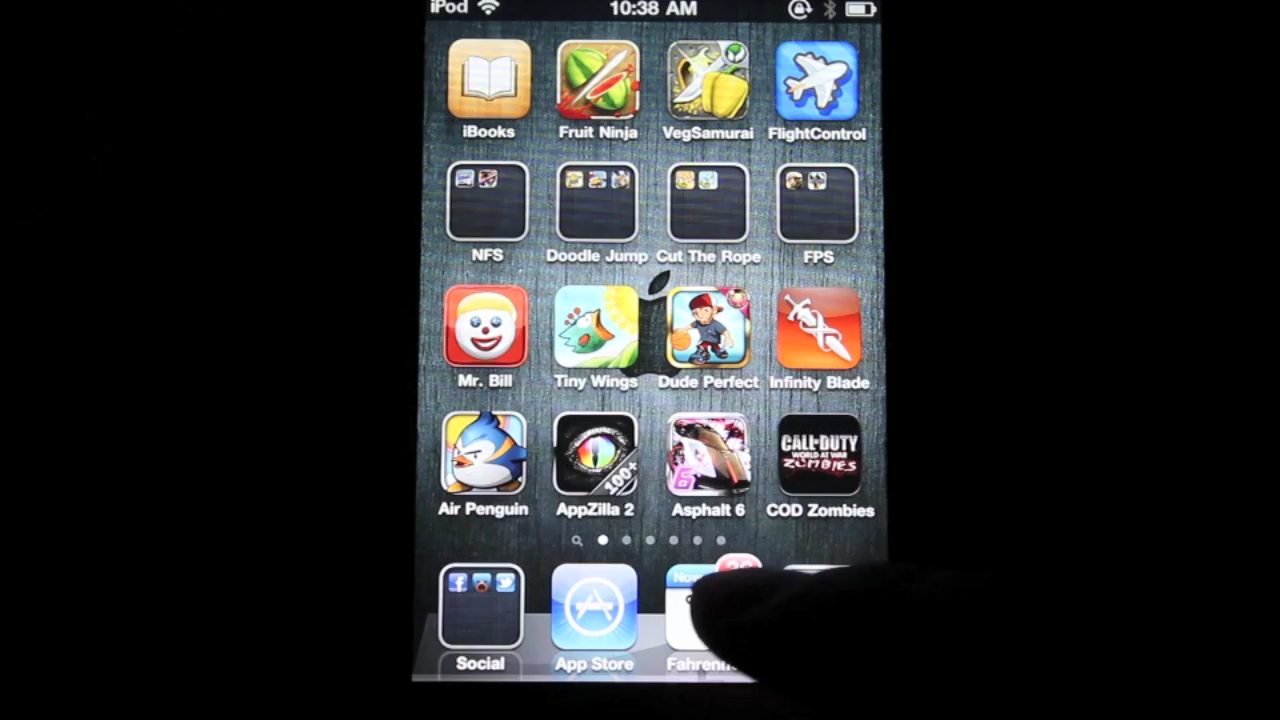 iPod 10:38 AM
iBooks Fruit Ninja VegSamurai FlightControl
NFS Doodle Jump Cut The Rope FPS
Mr. Bill Tiny Wings Dude Perfect Infinity Blade
100+
6
CALL OF DUTY
WORLD AT WAR
ZOMBIES
Air Penguin AppZilla 2 Asphalt 6 COD Zombies
Social App Store